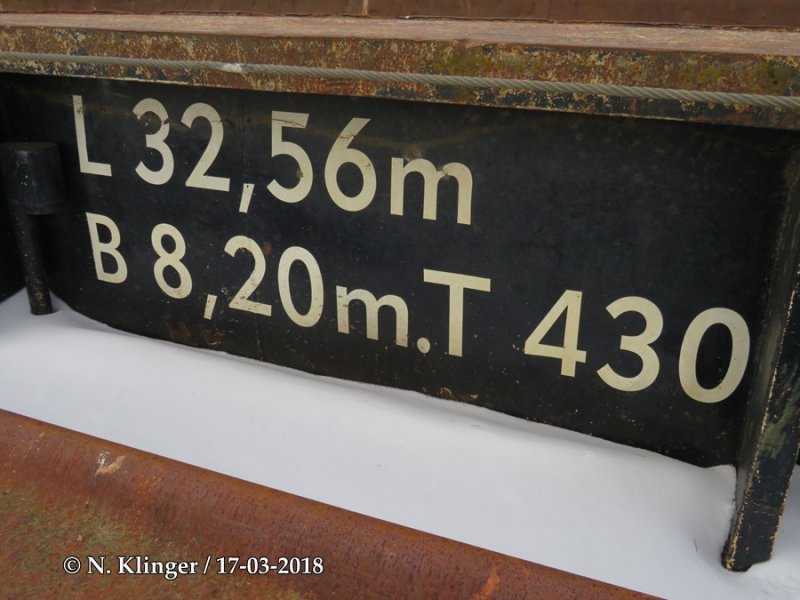 L 32,56m
B 8,20m.T 430
© N. Klinger / 17-03-2018